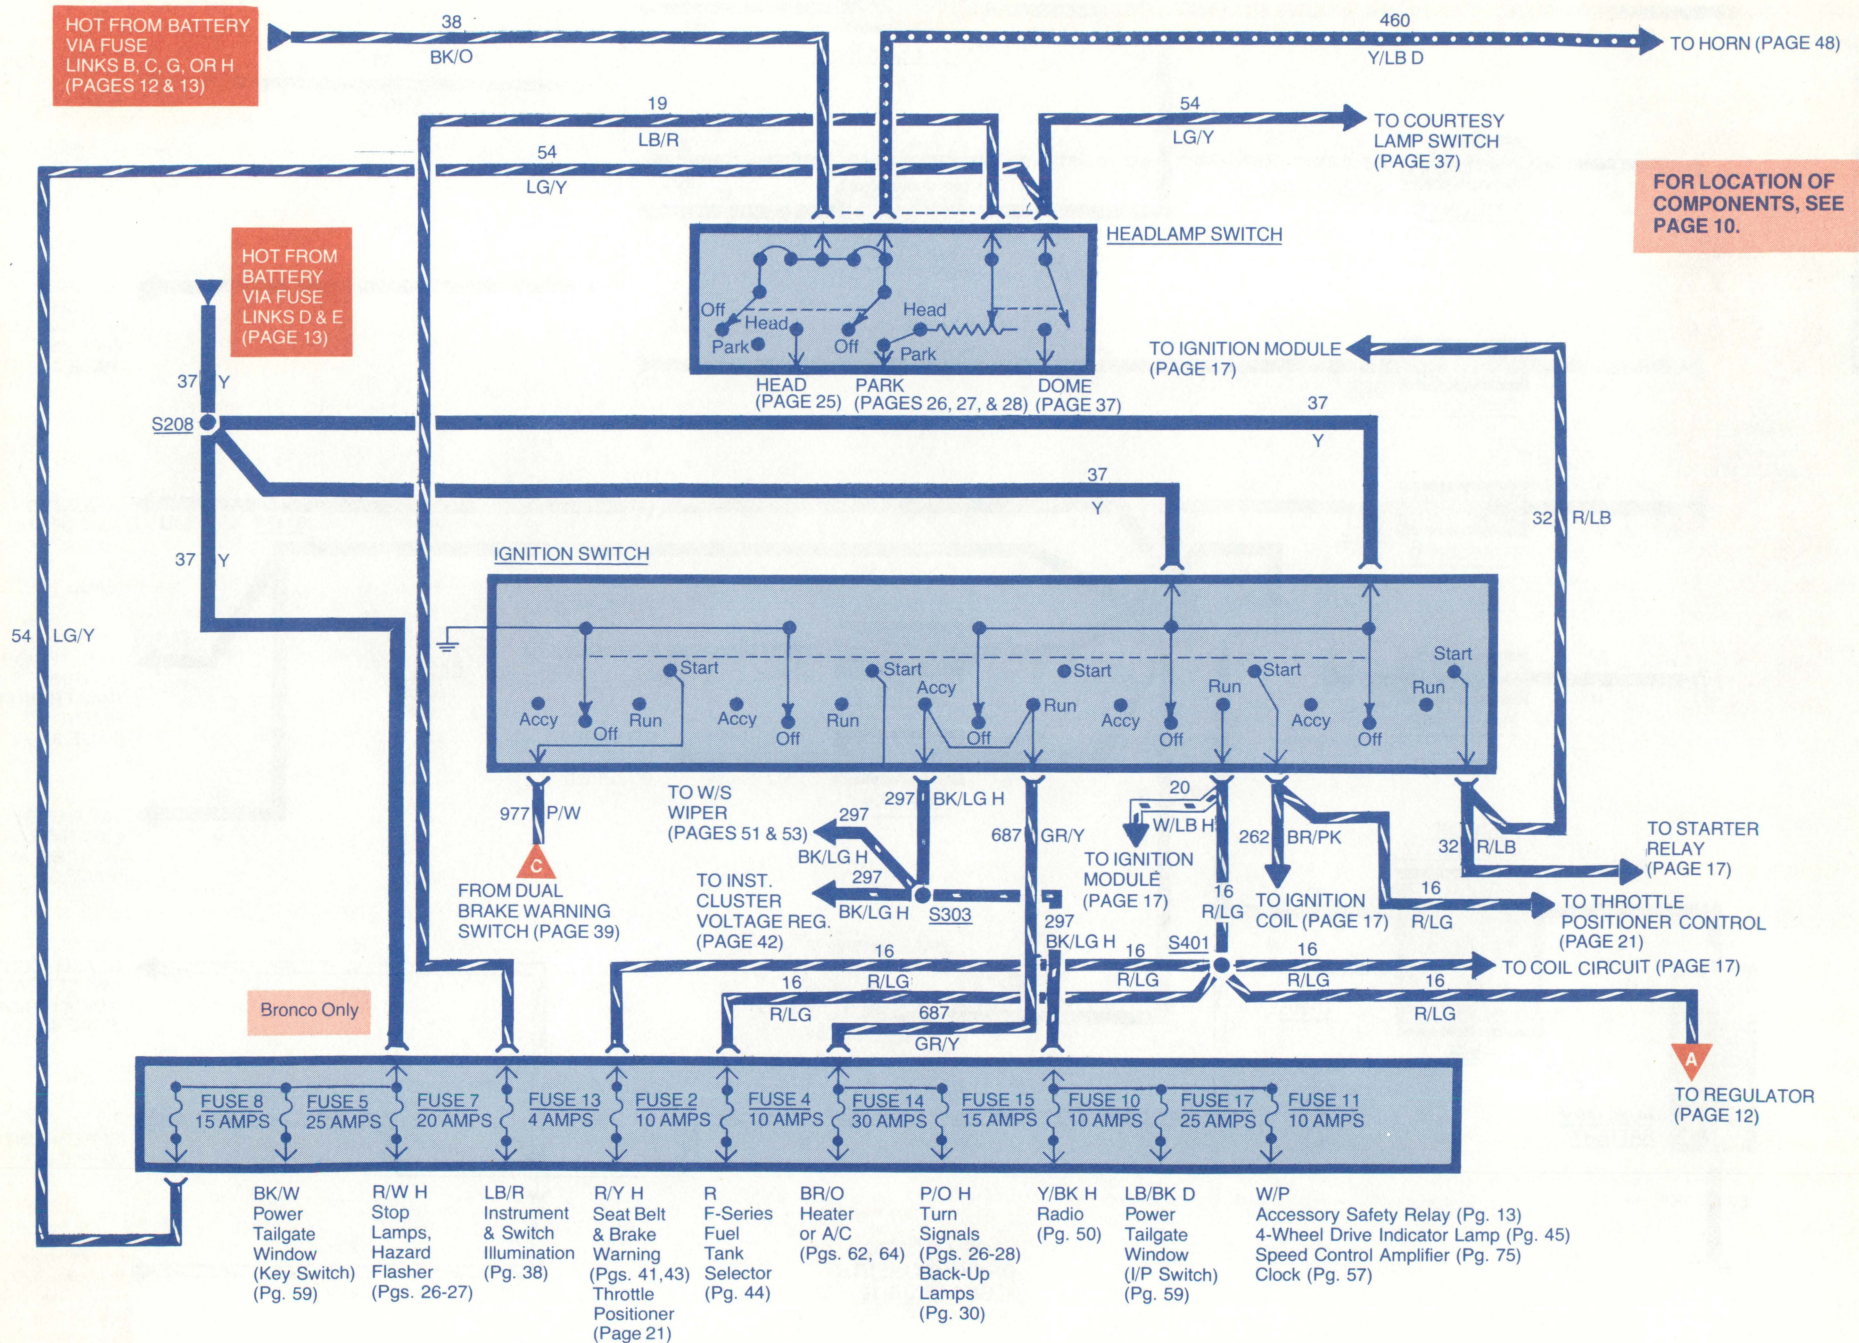 HOT FROM BATTERY
VIA FUSE
LINKS B, C, G, OR H
(PAGES 12 & 13)
38
BK/O
460
Y/LB D
TO HORN (PAGE 48)
19
LB/R
54
LG/Y
TO COURTESY
LAMP SWITCH
(PAGE 37)
54
LG/Y
FOR LOCATION OF
COMPONENTS, SEE
PAGE 10.
HOT FROM
BATTERY
VIA FUSE
LINKS D & E
(PAGE 13)
HEADLAMP SWITCH
Off
Head
Park
Off
Head
Park
HEAD
(PAGE 25)
PARK
(PAGES 26, 27, & 28)
DOME
(PAGE 37)
TO IGNITION MODULE
(PAGE 17)
37 Y
S208
37
Y
37
Y
32 R/LB
37 Y
IGNITION SWITCH
54 LG/Y
Start
Accy
Off
Run
Start
Accy
Off
Run
Accy
Off
Run
Start
Accy
Off
Run
Start
Accy
Off
Run
Start
977 P/W
C
FROM DUAL
BRAKE WARNING
SWITCH (PAGE 39)
TO W/S
WIPER
(PAGES 51 & 53)
297
BK/LG H
297 BK/LG H
TO INST.
CLUSTER
VOLTAGE REG.
(PAGE 42)
297
BK/LG H
S303
297
BK/LG H
687 GR/Y
20
W/LB H
TO IGNITION
MODULE
(PAGE 17)
262 BR/PK
TO IGNITION
COIL (PAGE 17)
16
R/LG
S401
32 R/LB
TO STARTER
RELAY
(PAGE 17)
16
R/LG
TO THROTTLE
POSITIONER CONTROL
(PAGE 21)
16
R/LG
16
R/LG
16
R/LG
TO COIL CIRCUIT (PAGE 17)
16
R/LG
687
GR/Y
16
R/LG
A
TO REGULATOR
(PAGE 12)
Bronco Only
FUSE 8
15 AMPS
FUSE 5
25 AMPS
FUSE 7
20 AMPS
FUSE 13
4 AMPS
FUSE 2
10 AMPS
FUSE 4
10 AMPS
FUSE 14
30 AMPS
FUSE 15
15 AMPS
FUSE 10
10 AMPS
FUSE 17
25 AMPS
FUSE 11
10 AMPS
BK/W
Power
Tailgate
Window
(Key Switch)
(Pg. 59)
R/W H
Stop
Lamps,
Hazard
Flasher
(Pgs. 26-27)
LB/R
Instrument
& Switch
Illumination
(Pg. 38)
R/Y H
Seat Belt
& Brake
Warning
(Pgs. 41,43)
Throttle
Positioner
(Page 21)
R
F-Series
Fuel
Tank
Selector
(Pg. 44)
BR/O
Heater
or A/C
(Pgs. 62, 64)
P/O H
Turn
Signals
(Pgs. 26-28)
Back-Up
Lamps
(Pg. 30)
Y/BK H
Radio
(Pg. 50)
LB/BK D
Power
Tailgate
Window
(I/P Switch)
(Pg. 59)
W/P
Accessory Safety Relay (Pg. 13)
4-Wheel Drive Indicator Lamp (Pg. 45)
Speed Control Amplifier (Pg. 75)
Clock (Pg. 57)